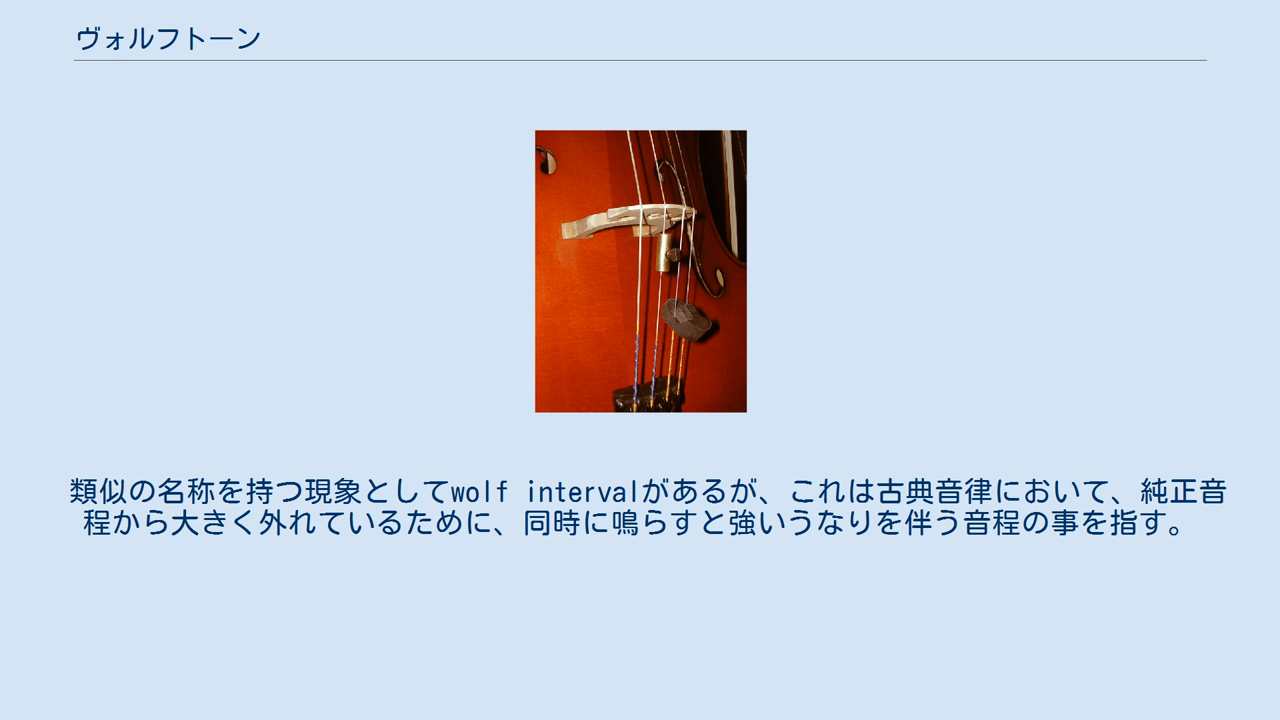 ヴォルフトーン
類似の名称を持つ現象としてwolf intervalがあるが、これは古典音律において、純正音
程から大きく外れているために、同時に鳴らすと強いうなりを伴う音程の事を指す。